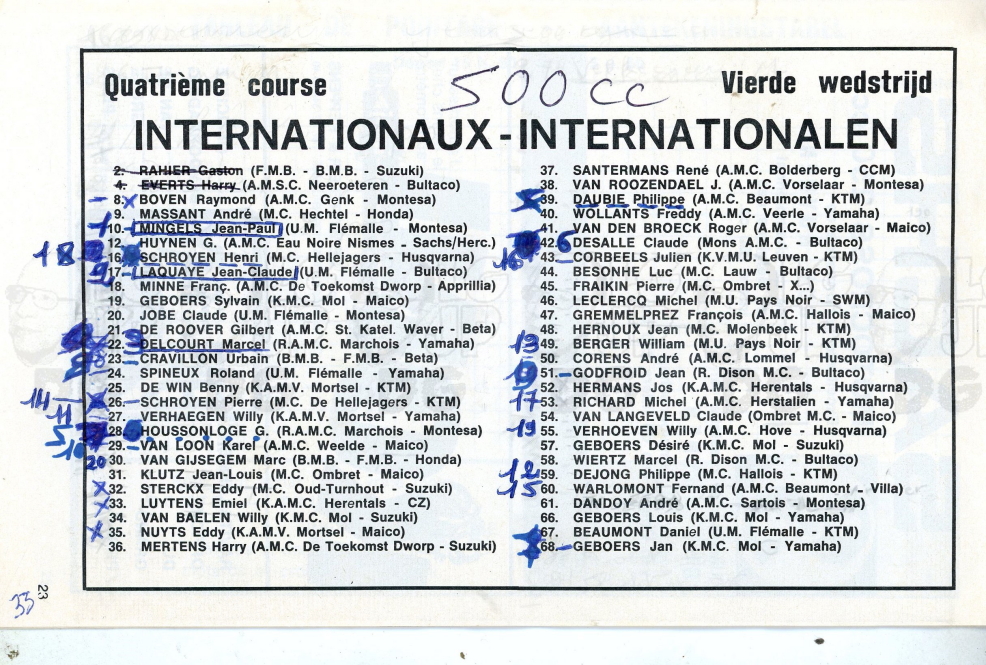 Quatrième course
500 cc
Vierde wedstrijd
INTERNATIONAUX - INTERNATIONALEN
2. RAHIER Gaston (F.M.B. - B.M.B. - Suzuki)
4. EVERTS Harry (A.M.S.C. Neeroeteren - Bultaco)
8. BOVEN Raymond (A.M.C. Genk - Montesa)
9. MASSANT André (M.C. Hechtel - Honda)
10. MINGELS Jean-Paul (U.M. Flémalle - Montesa)
12. HUYNEN G. (A.M.C. Eau Noire Nismes - Sachs/Herc.)
18 16. SCHROYEN Henri (M.C. Hellejagers - Husqvarna)
9 17. LAQUAYE Jean-Claude (U.M. Flémalle - Bultaco)
18. MINNE Franç. (A.M.C. De Toekomst Dworp - Apprillia)
19. GEBOERS Sylvain (K.M.C. Mol - Maico)
20. JOBE Claude (U.M. Flémalle - Montesa)
21. DE ROOVER Gilbert (A.M.C. St. Katel. Waver - Beta)
22. DELCOURT Marcel (R.A.M.C. Marchois - Yamaha)
23. CRAVILLON Urbain (B.M.B. - F.M.B. - Beta)
24. SPINEUX Roland (U.M. Flémalle - Yamaha)
25. DE WIN Benny (K.A.M.V. Mortsel - KTM)
14 26. SCHROYEN Pierre (M.C. De Hellejagers - KTM)
11 27. VERHAEGEN Willy (K.A.M.V. Mortsel - Yamaha)
28. HOUSSONLOGE G. (R.A.M.C. Marchois - Montesa)
29. VAN LOON Karel (A.M.C. Weelde - Maico)
20 30. VAN GIJSEGEM Marc (B.M.B. - F.M.B. - Honda)
31. KLUTZ Jean-Louis (M.C. Ombret - Maico)
32. STERCKX Eddy (M.C. Oud-Turnhout - Suzuki)
33. LUYTENS Emiel (K.A.M.C. Herentals - CZ)
34. VAN BAELEN Willy (K.M.C. Mol - Suzuki)
35. NUYTS Eddy (K.A.M.V. Mortsel - Maico)
36. MERTENS Harry (A.M.C. De Toekomst Dworp - Suzuki)
37. SANTERMANS René (A.M.C. Bolderberg - CCM)
38. VAN ROOZENDAEL J. (A.M.C. Vorselaar - Montesa)
39. DAUBIE Philippe (A.M.C. Beaumont - KTM)
40. WOLLANTS Freddy (A.M.C. Veerle - Yamaha)
41. VAN DEN BROECK Roger (A.M.C. Vorselaar - Maico)
42. 6 DESALLE Claude (Mons A.M.C. - Bultaco)
16 43. CORBEELS Julien (K.V.M.U. Leuven - KTM)
44. BESONHE Luc (M.C. Lauw - Bultaco)
45. FRAIKIN Pierre (M.C. Ombret - X...)
46. LECLERCQ Michel (M.U. Pays Noir - SWM)
47. GREMMELPREZ François (A.M.C. Hallois - Maico)
48. HERNOUX Jean (M.C. Molenbeek - KTM)
19 49. BERGER William (M.U. Pays Noir - KTM)
50. CORENS André (A.M.C. Lommel - Husqvarna)
51. GODFROID Jean (R. Dison M.C. - Bultaco)
52. HERMANS Jos (K.A.M.C. Herentals - Husqvarna)
17 53. RICHARD Michel (A.M.C. Herstalien - Yamaha)
54. VAN LANGEVELD Claude (Ombret M.C. - Maico)
19 55. VERHOEVEN Willy (A.M.C. Hove - Husqvarna)
57. GEBOERS Désiré (K.M.C. Mol - Suzuki)
58. WIERTZ Marcel (R. Dison M.C. - Bultaco)
12 59. DEJONG Philippe (M.C. Hallois - KTM)
15 60. WARLOMONT Fernand (A.M.C. Beaumont - Villa)
61. DANDOY André (A.M.C. Sartois - Montesa)
66. GEBOERS Louis (K.M.C. Mol - Yamaha)
67. BEAUMONT Daniel (U.M. Flémalle - KTM)
68. GEBOERS Jan (K.M.C. Mol - Yamaha)
23
33